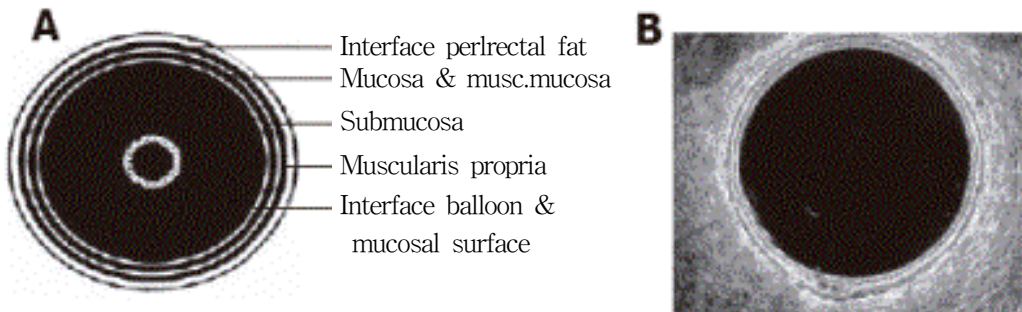 A
B
Interface perlrectal fat
Mucosa & musc.mucosa
Submucosa
Muscularis propria
Interface balloon &
mucosal surface